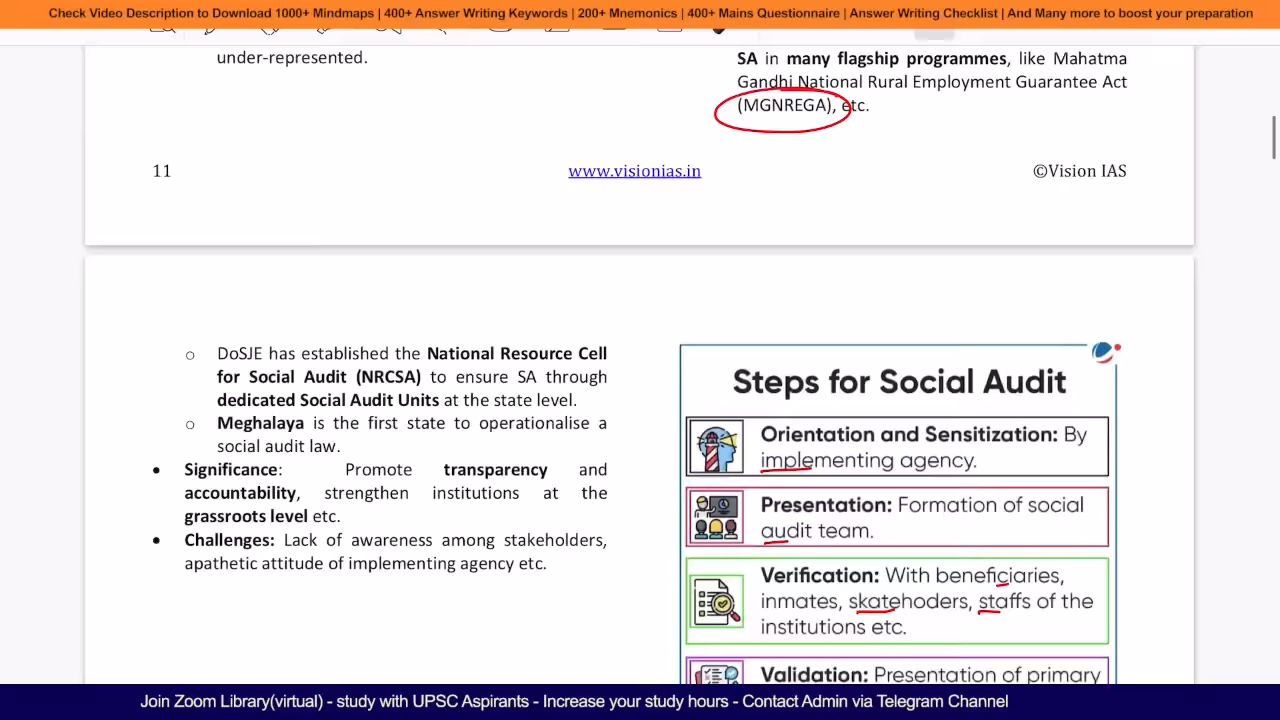 Check Video Description to Download 1000+ Mindmaps | 400+ Answer Writing Keywords | 200+ Mnemonics | 400+ Mains Questionnaire | Answer Writing Checklist | And Many more to boost your preparation
under-represented.
SA in many flagship programmes, like Mahatma
Gandhi National Rural Employment Guarantee Act
(MGNREGA), etc.
11
www.visionias.in
©Vision IAS
o DoSJE has established the National Resource Cell
for Social Audit (NRCSA) to ensure SA through
dedicated Social Audit Units at the state level.
o Meghalaya is the first state to operationalise a
social audit law.
• Significance: Promote transparency and
accountability, strengthen institutions at the
grassroots level etc.
• Challenges: Lack of awareness among stakeholders,
apathetic attitude of implementing agency etc.
Steps for Social Audit
Orientation and Sensitization: By
implementing agency.
Presentation: Formation of social
audit team.
Verification: With beneficiaries,
inmates, skatehoders, staffs of the
institutions etc.
Validation: Presentation of primary
Join Zoom Library(virtual) - study with UPSC Aspirants - Increase your study hours - Contact Admin via Telegram Channel